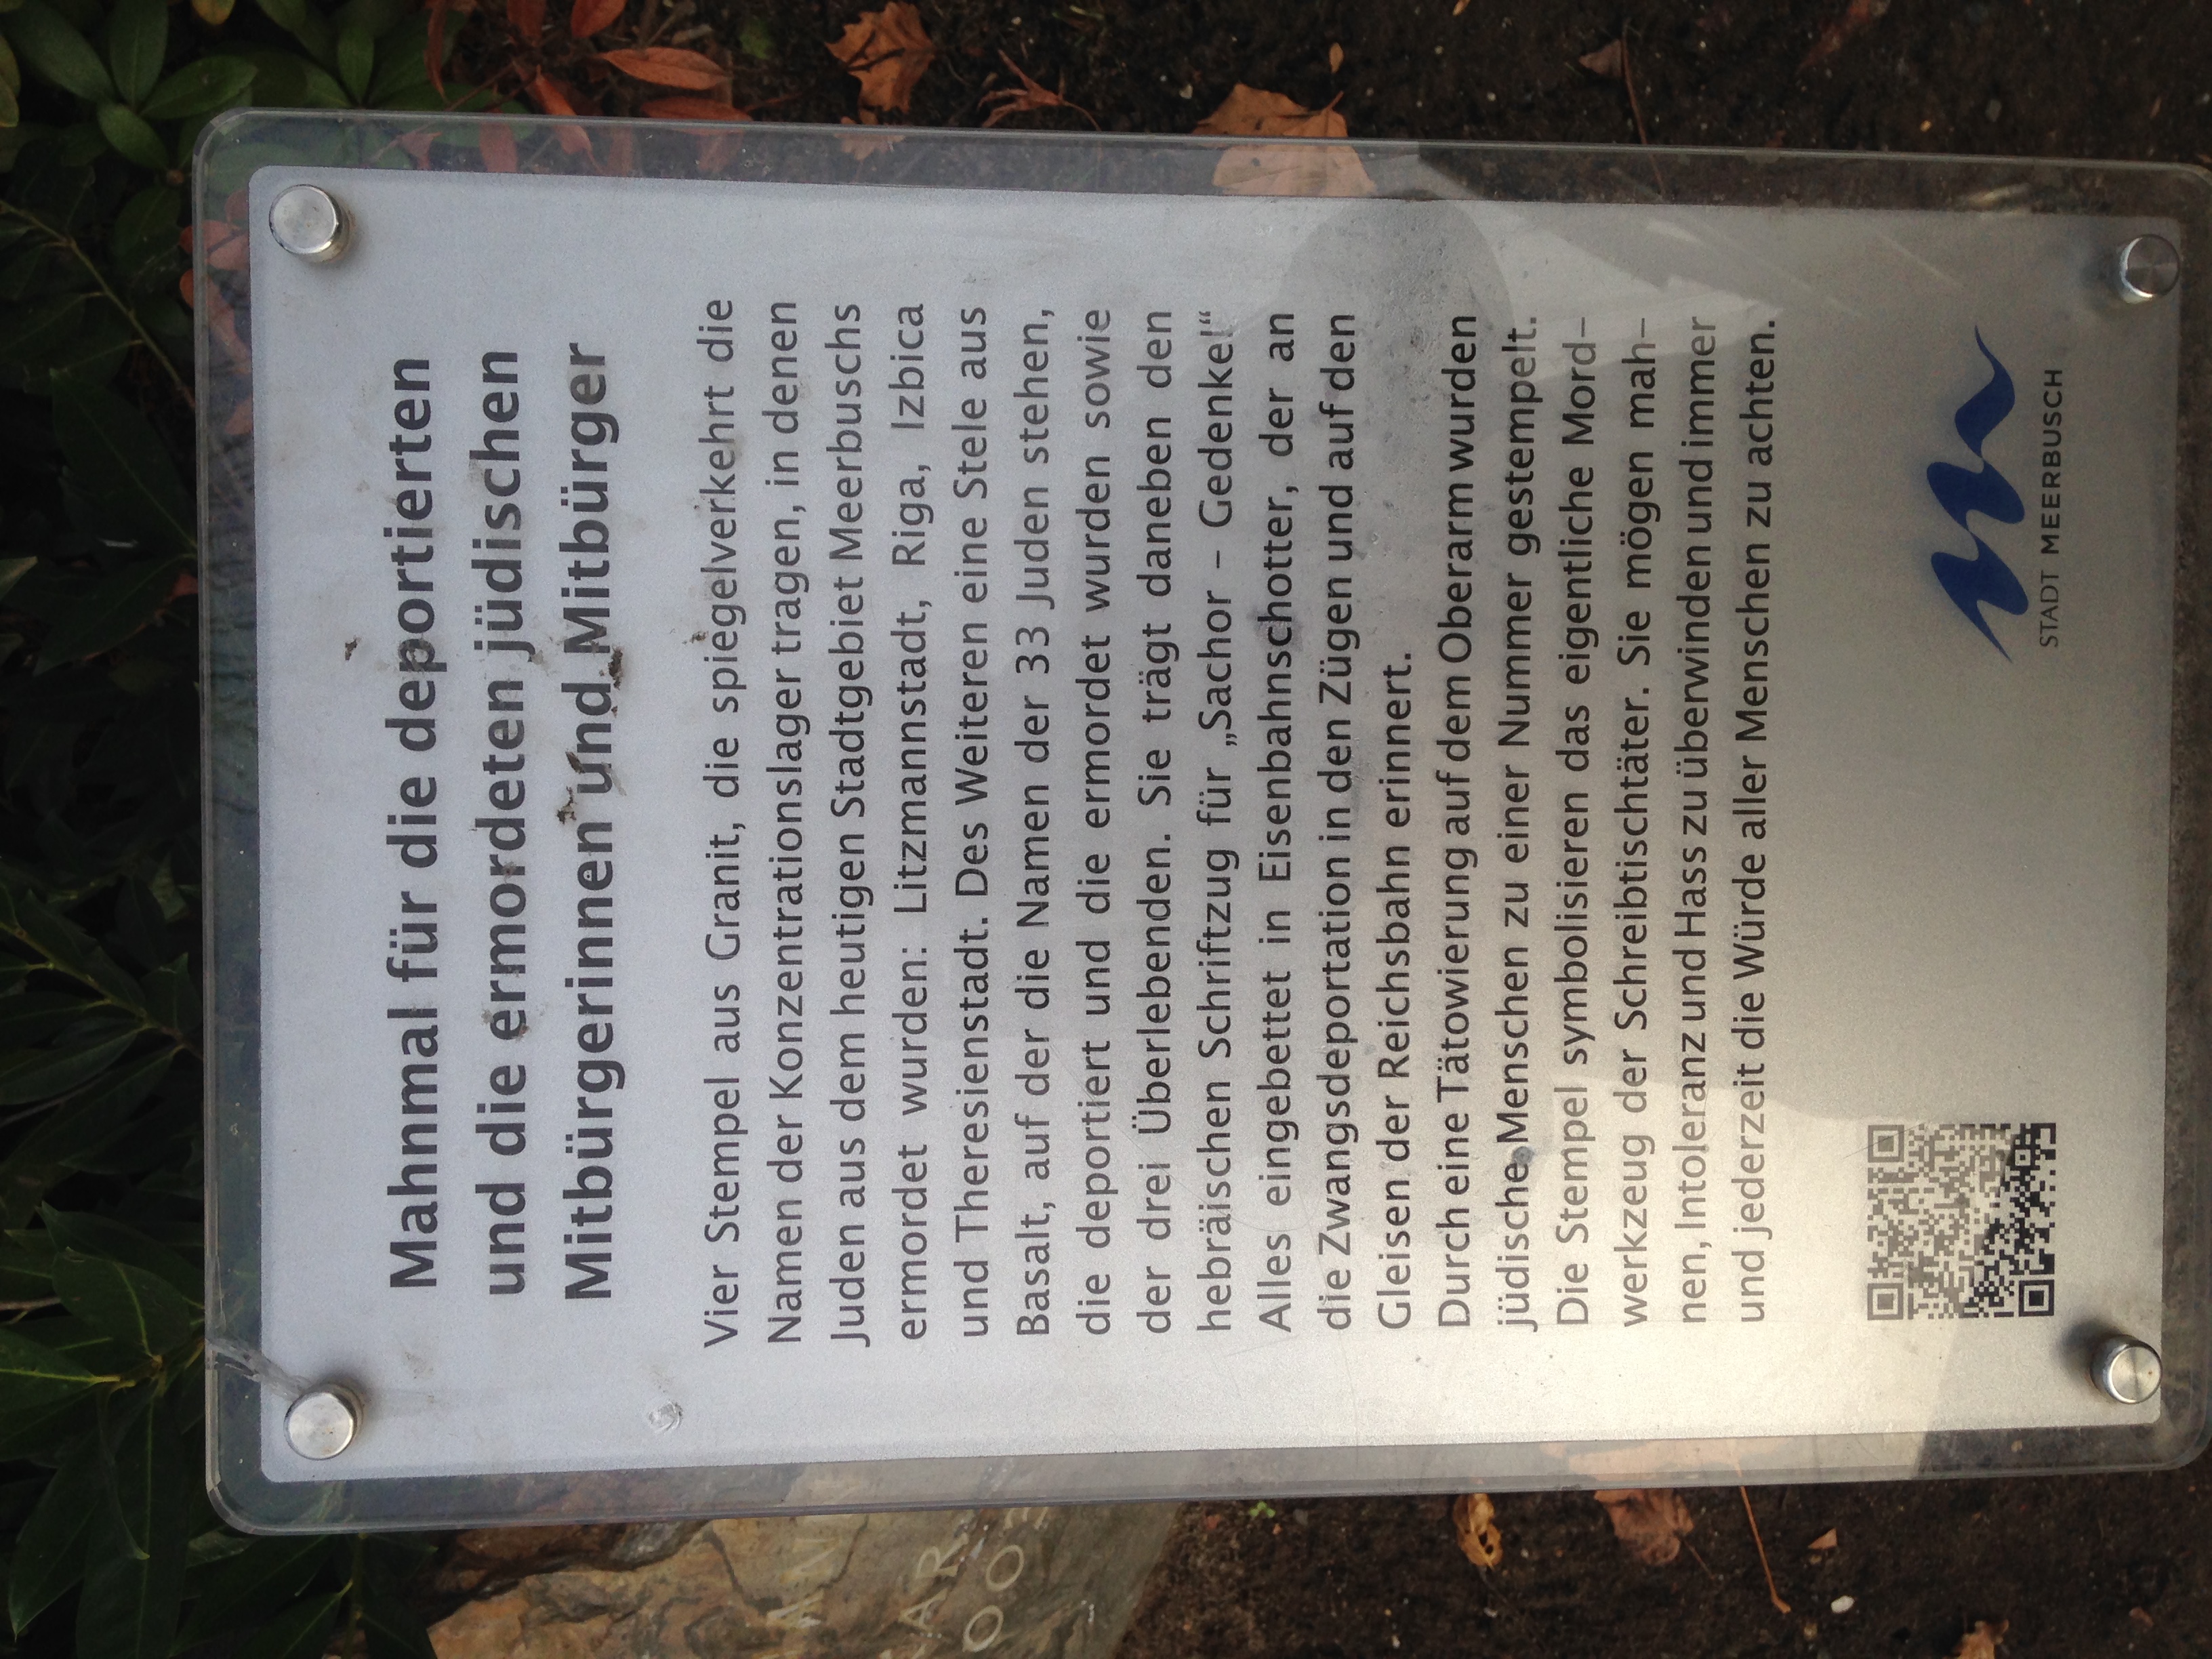 Mahnmal für die deportierten
und die ermordeten jüdischen
Mitbürgerinnen und Mitbürger
Vier Stempel aus Granit, die spiegelverkehrt die
Namen der Konzentrationslager tragen, in denen
Juden aus dem heutigen Stadtgebiet Meerbuschs
ermordet wurden: Litzmannstadt, Riga, Izbica
und Theresienstadt. Des Weiteren eine Stele aus
Basalt, auf der die Namen der 33 Juden stehen,
die deportiert und die ermordet wurden sowie
der drei Überlebenden. Sie trägt daneben den
hebräischen Schriftzug für „Sachor – Gedenke!“
Alles eingebettet in Eisenbahnschotter, der an
die Zwangsdeportation in den Zügen und auf den
Gleisen der Reichsbahn erinnert.
Durch eine Tätowierung auf dem Oberarm wurden
jüdische Menschen zu einer Nummer gestempelt.
Die Stempel symbolisieren das eigentliche Mord-
werkzeug der Schreibtischtäter. Sie mögen mah-
nen, Intoleranz und Hass zu überwinden und immer
und jederzeit die Würde aller Menschen zu achten.
STADT MEERBUSCH